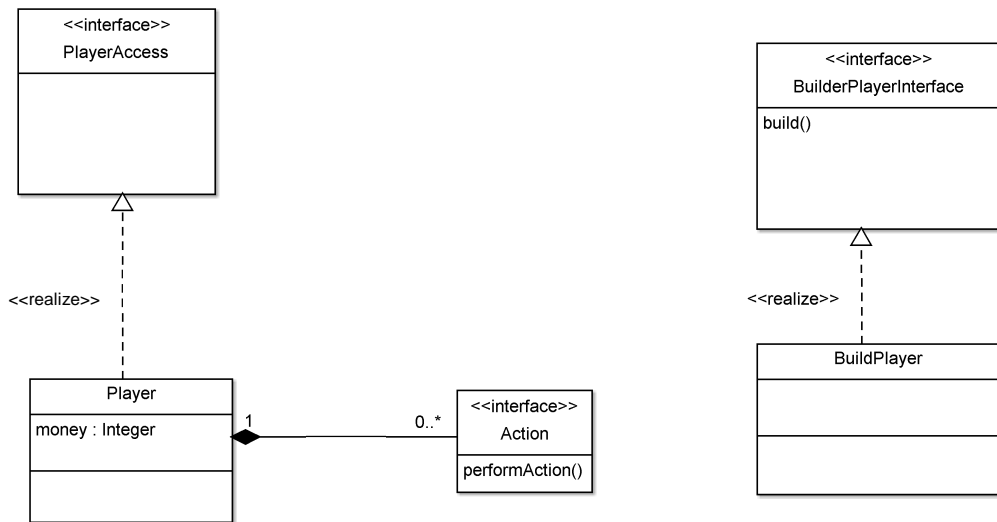 <<interface>>
PlayerAccess
<<interface>>
BuilderPlayerInterface
build()
<<realize>>
<<realize>>
Player
money : Integer
1
0..*
<<interface>>
Action
performAction()
BuildPlayer